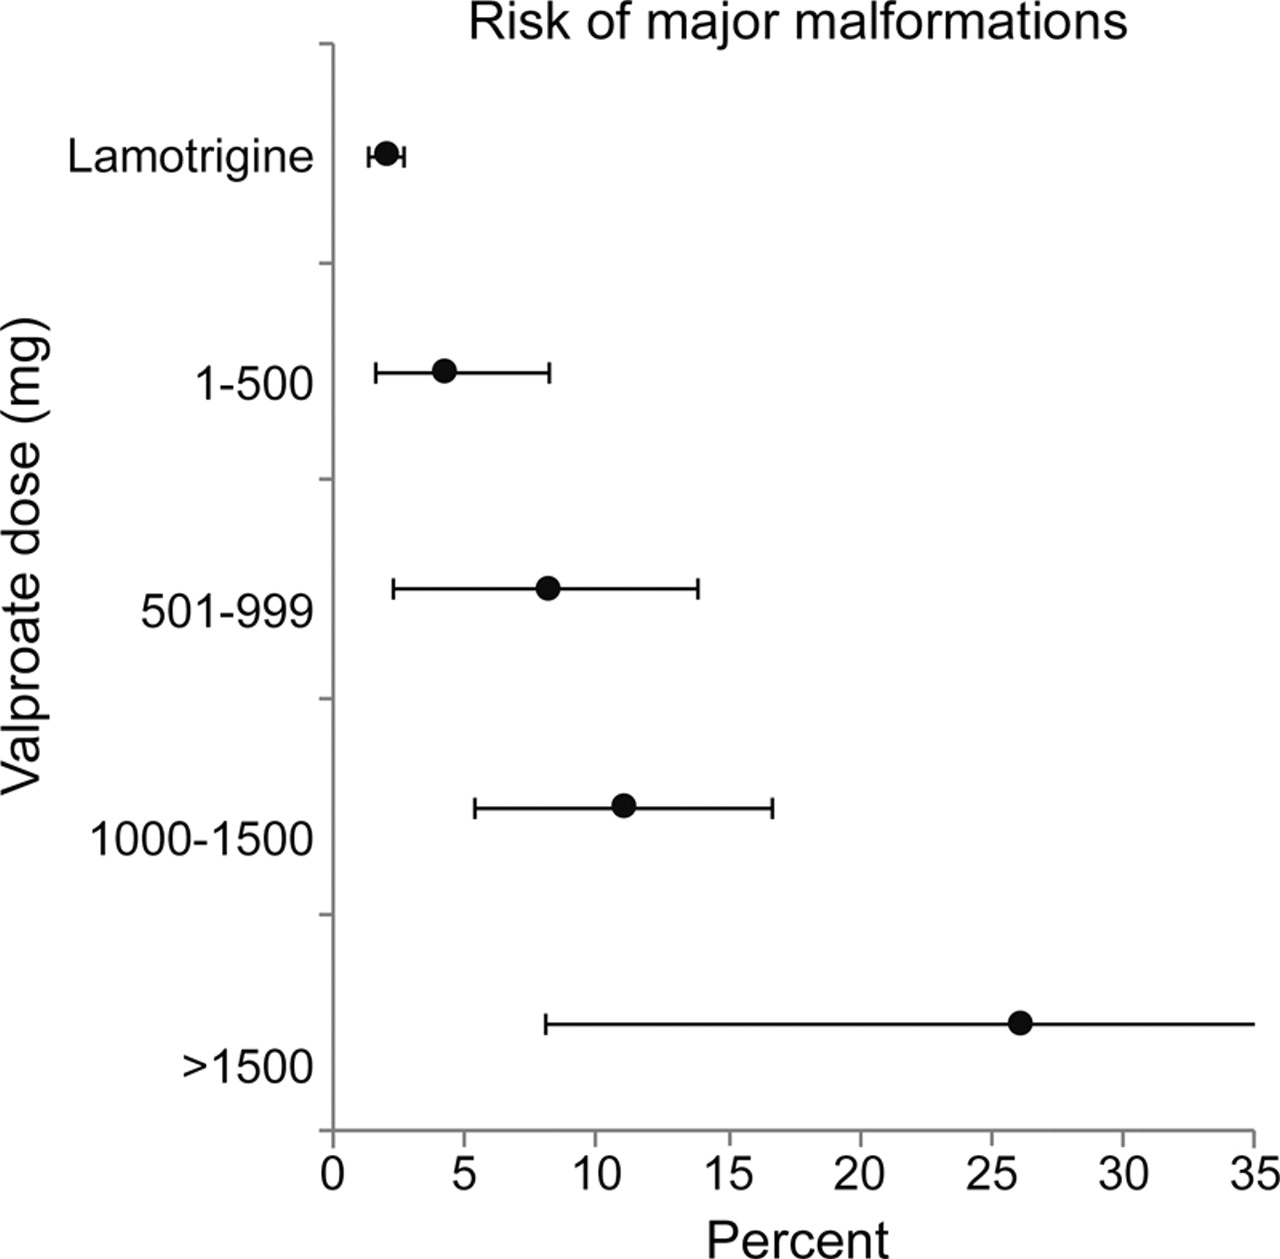 Risk of major malformations
Valproate dose (mg)
Lamotrigine
1-500
501-999
1000-1500
>1500
0 5 10 15 20 25 30 35
Percent